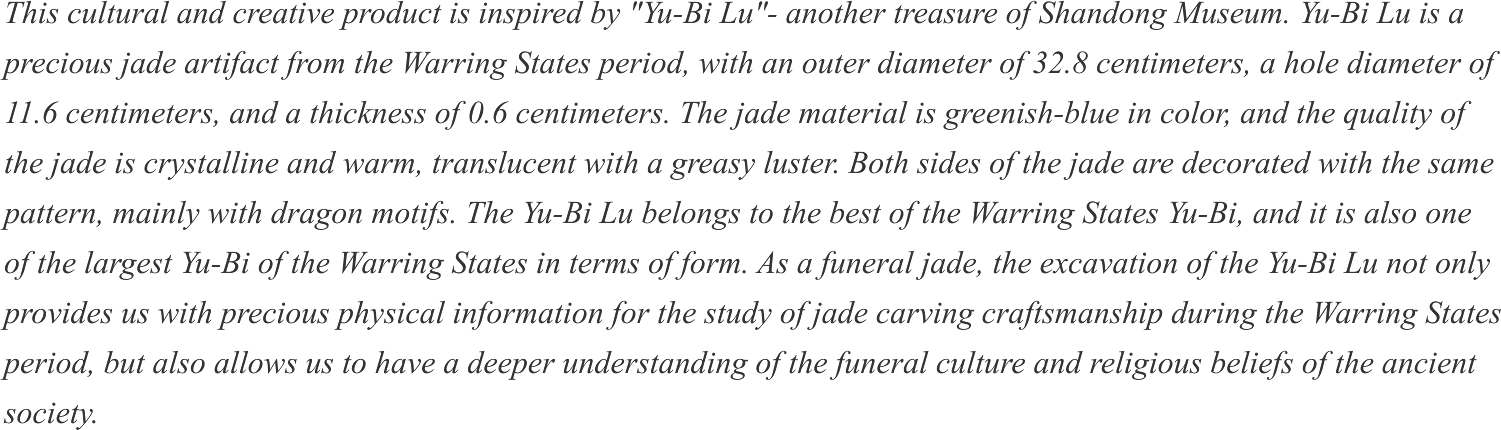 This cultural and creative product is inspired by "Yu-Bi Lu"- another treasure of Shandong Museum. Yu-Bi Lu is a
precious jade artifact from the Warring States period, with an outer diameter of 32.8 centimeters, a hole diameter of
11.6 centimeters, and a thickness of 0.6 centimeters. The jade material is greenish-blue in color, and the quality of
the jade is crystalline and warm, translucent with a greasy luster. Both sides of the jade are decorated with the same
pattern, mainly with dragon motifs. The Yu-Bi Lu belongs to the best of the Warring States Yu-Bi, and it is also one
of the largest Yu-Bi of the Warring States in terms of form. As a funeral jade, the excavation of the Yu-Bi Lu not only
provides us with precious physical information for the study of jade carving craftsmanship during the Warring States
period, but also allows us to have a deeper understanding of the funeral culture and religious beliefs of the ancient
society.